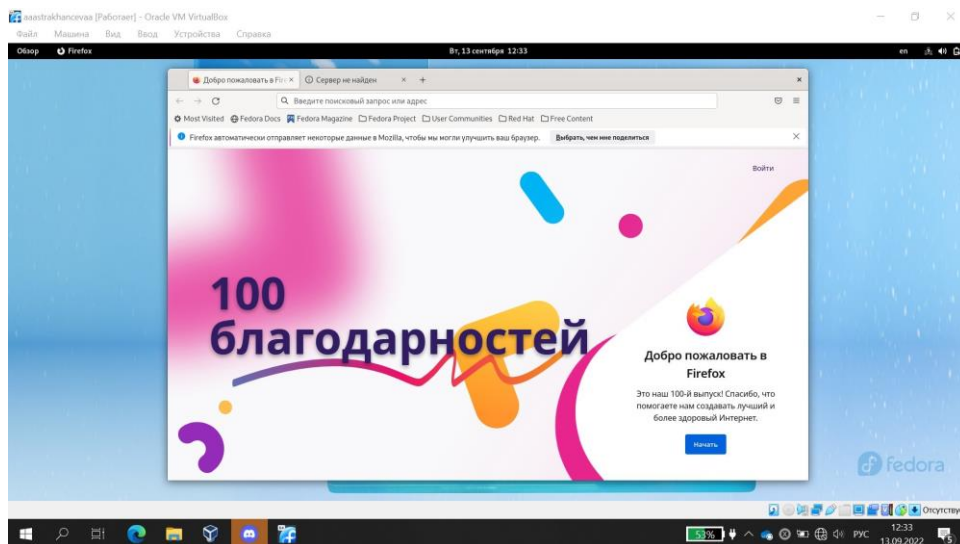 aaastrakhancevaa [Работает] - Oracle VM VirtualBox
Файл Машина Вид Ввод Устройства Справка
Обзор Firefox Вт, 13 сентября 12:33 en
Добро пожаловать в Fire Сервер не найден
Введите поисковый запрос или адрес
Most Visited Fedora Docs Fedora Magazine Fedora Project User Communities Red Hat Free Content
Firefox автоматически отправляет некоторые данные в Mozilla, чтобы мы могли улучшить ваш браузер. Выбрать, чем мне поделиться
Войти
100
благодарностей
Добро пожаловать в
Firefox
Это наш 100-й выпуск! Спасибо, что
помогаете нам создавать лучший и
более здоровый Интернет.
Начать
fedora
Отсутству
53% РУС 12:33
13.09.2022 5